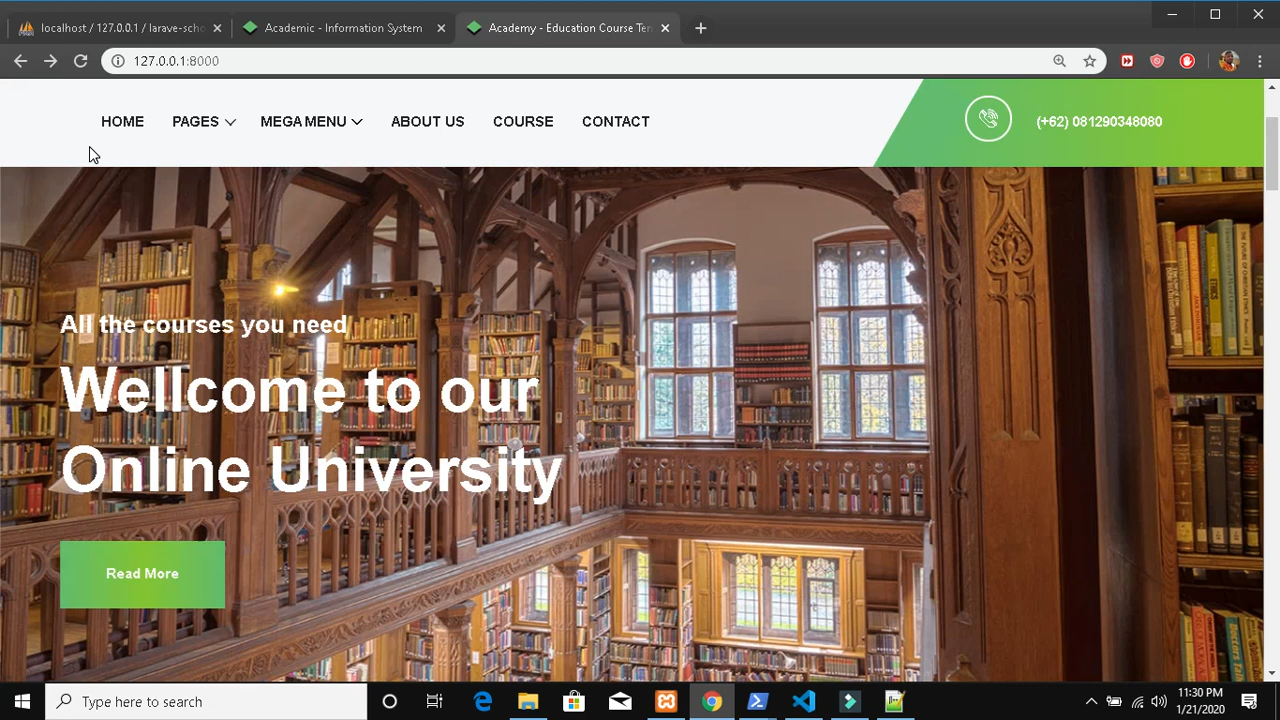 localhost / 127.0.0.1 / larave-scho
Academic - Information System
Academy - Education Course Ten
127.0.0.1:8000
HOME
PAGES
MEGA MENU
ABOUT US
COURSE
CONTACT
(+62) 081290348080
All the courses you need
Wellcome to our
Online University
Read More
Type here to search
11:30 PM
1/21/2020